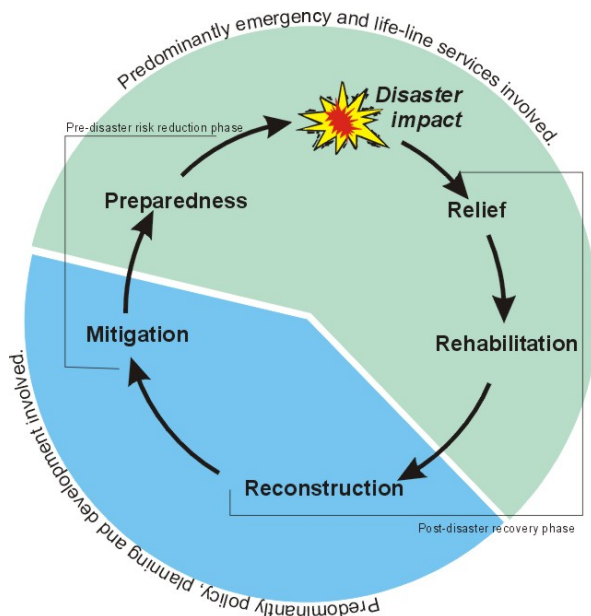 Predominantly emergency and life-line services involved.
Disaster
impact
Pre-disaster risk reduction phase
Preparedness
Relief
Mitigation
Rehabilitation
Reconstruction
Post-disaster recovery phase
Predominantly policy, planning and development involved.